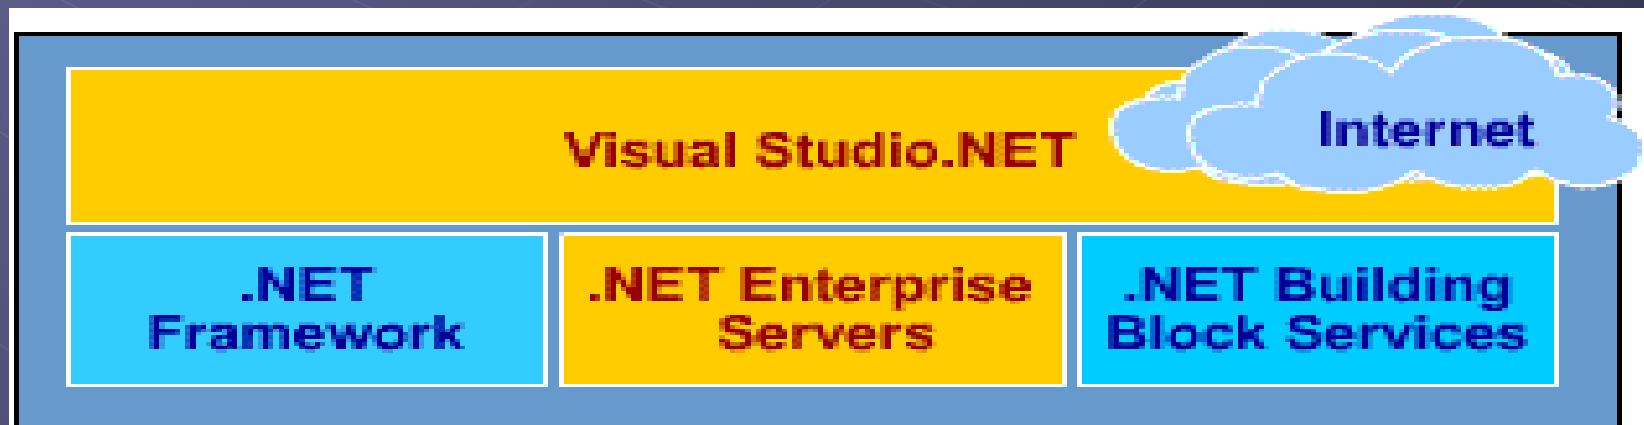 Internet
Visual Studio.NET
.NET
Framework
.NET Enterprise
Servers
.NET Building
Block Services